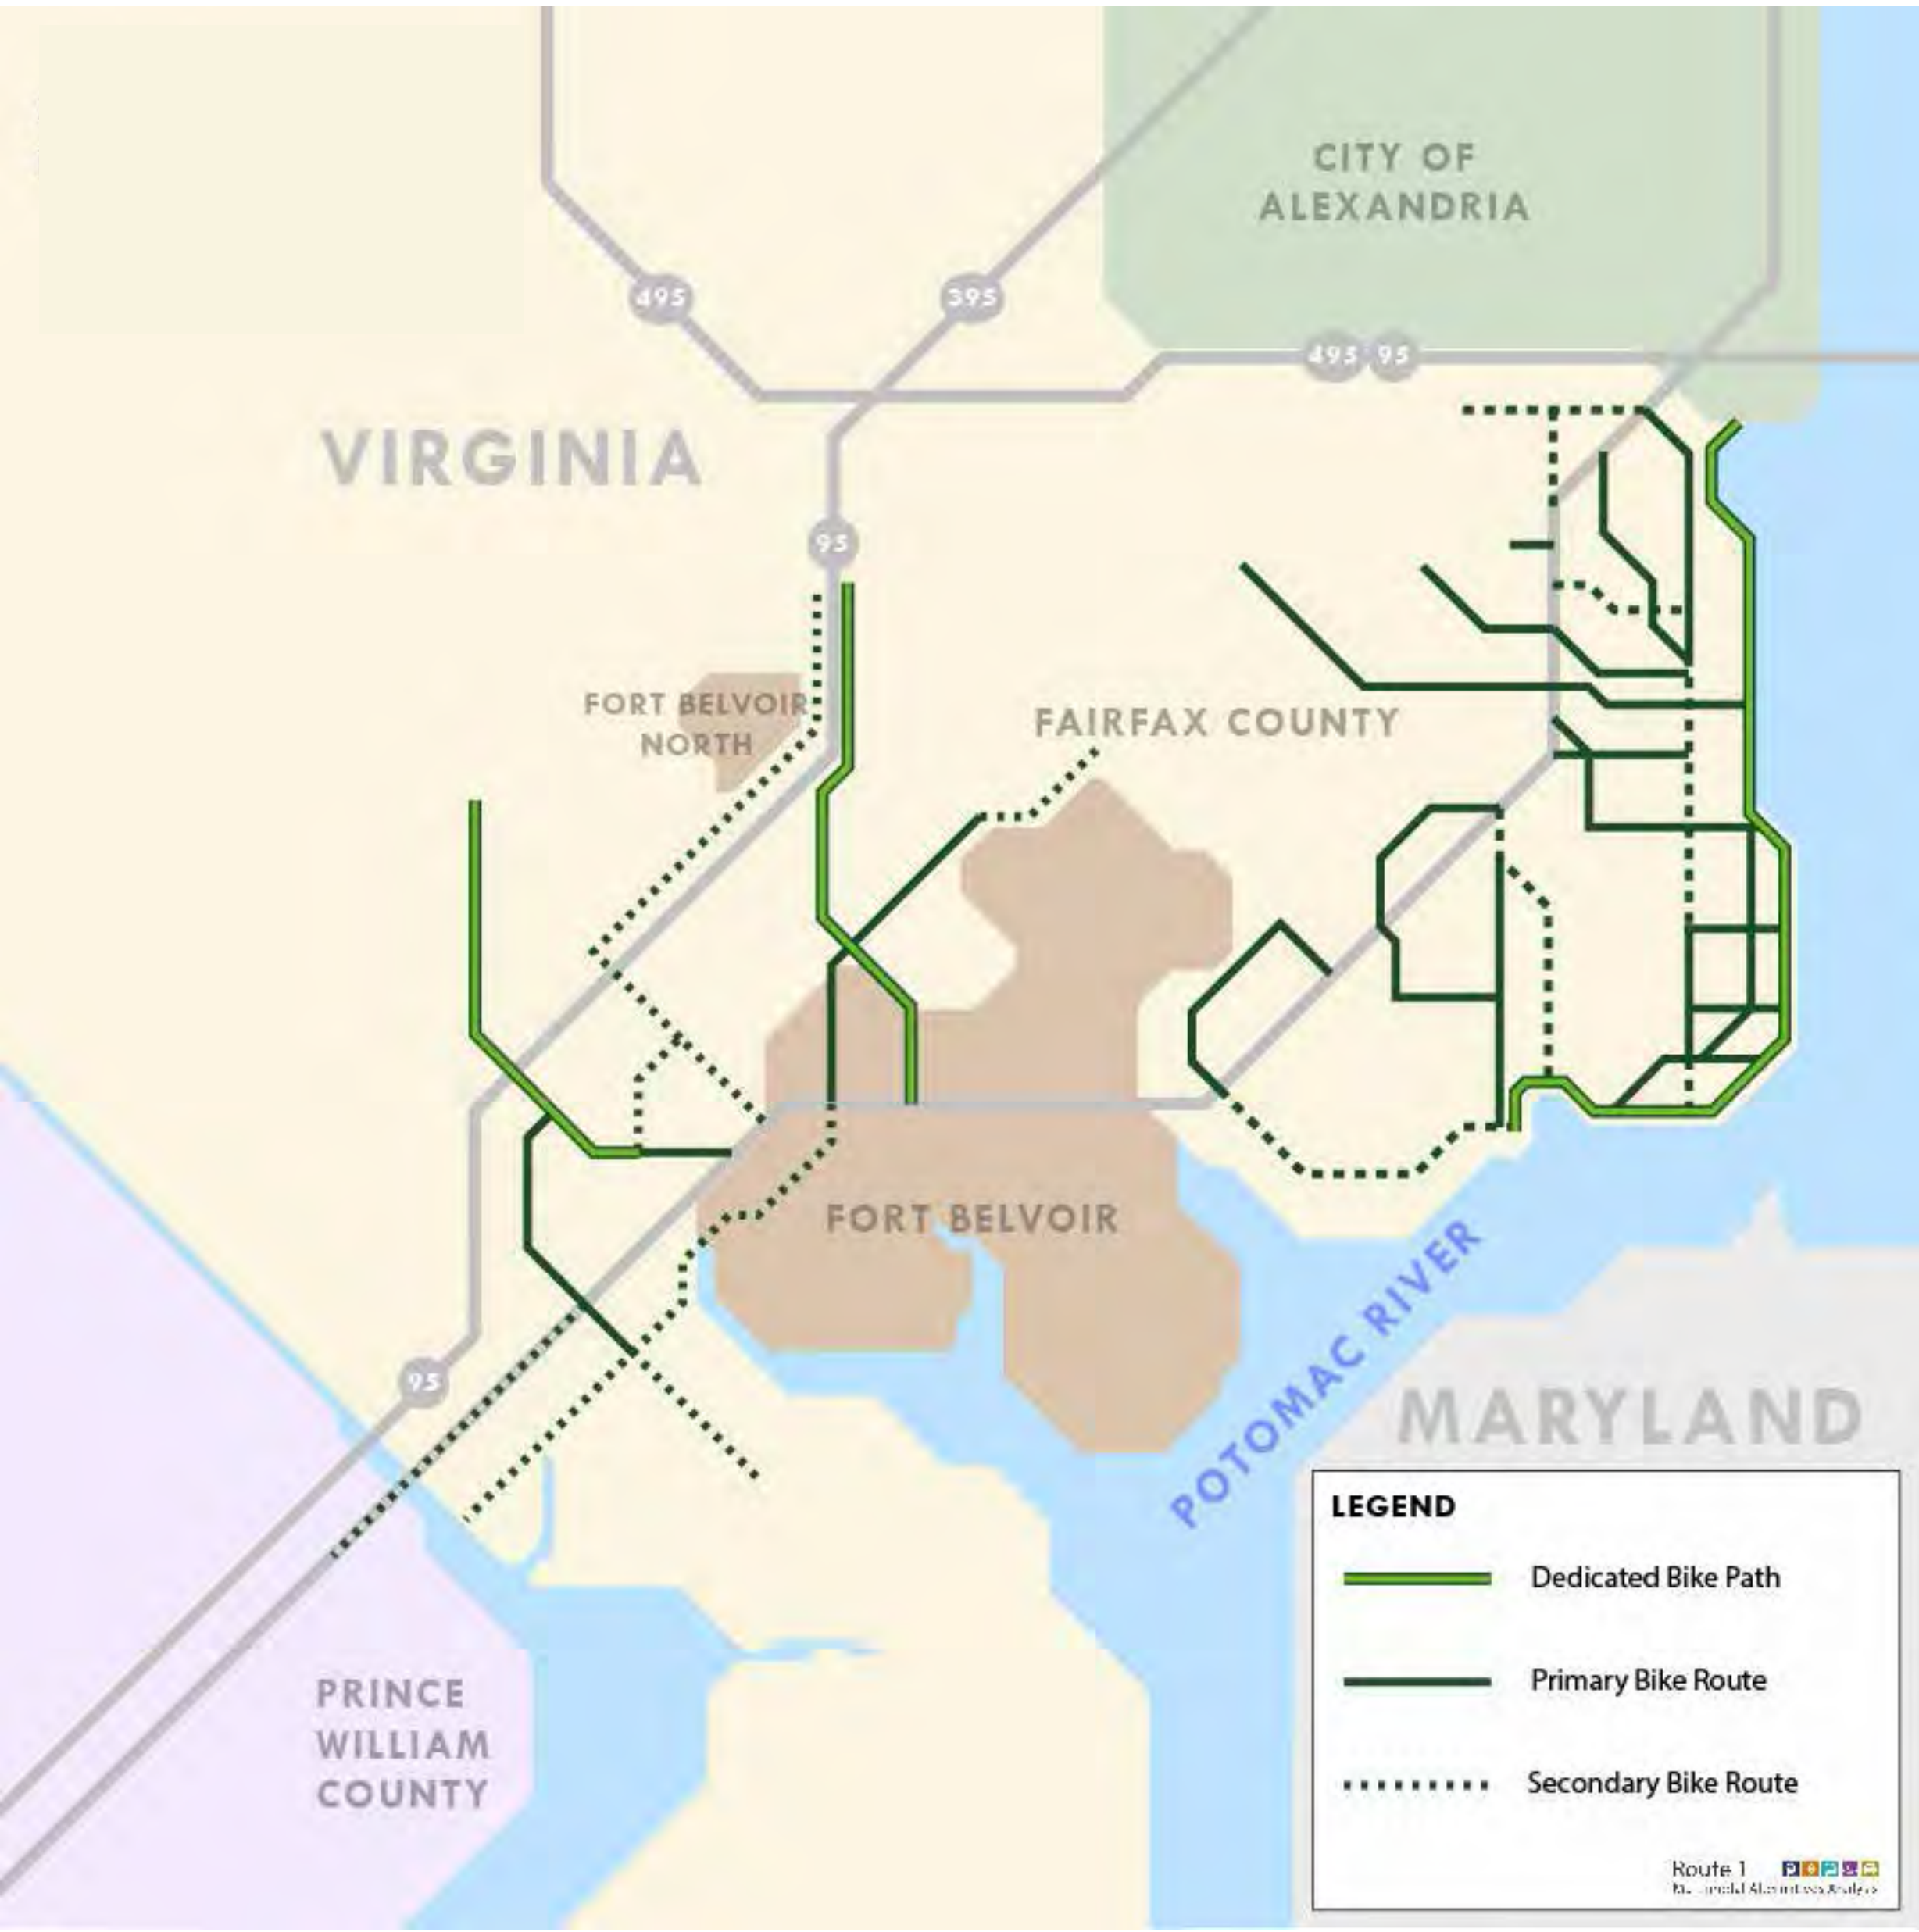 CITY OF
ALEXANDRIA
495
395
495
95
VIRGINIA
95
FORT BELVOIR
NORTH
FAIRFAX COUNTY
FORT BELVOIR
POTOMAC RIVER
95
MARYLAND
PRINCE
WILLIAM
COUNTY
LEGEND
Dedicated Bike Path
Primary Bike Route
Secondary Bike Route
Route 1